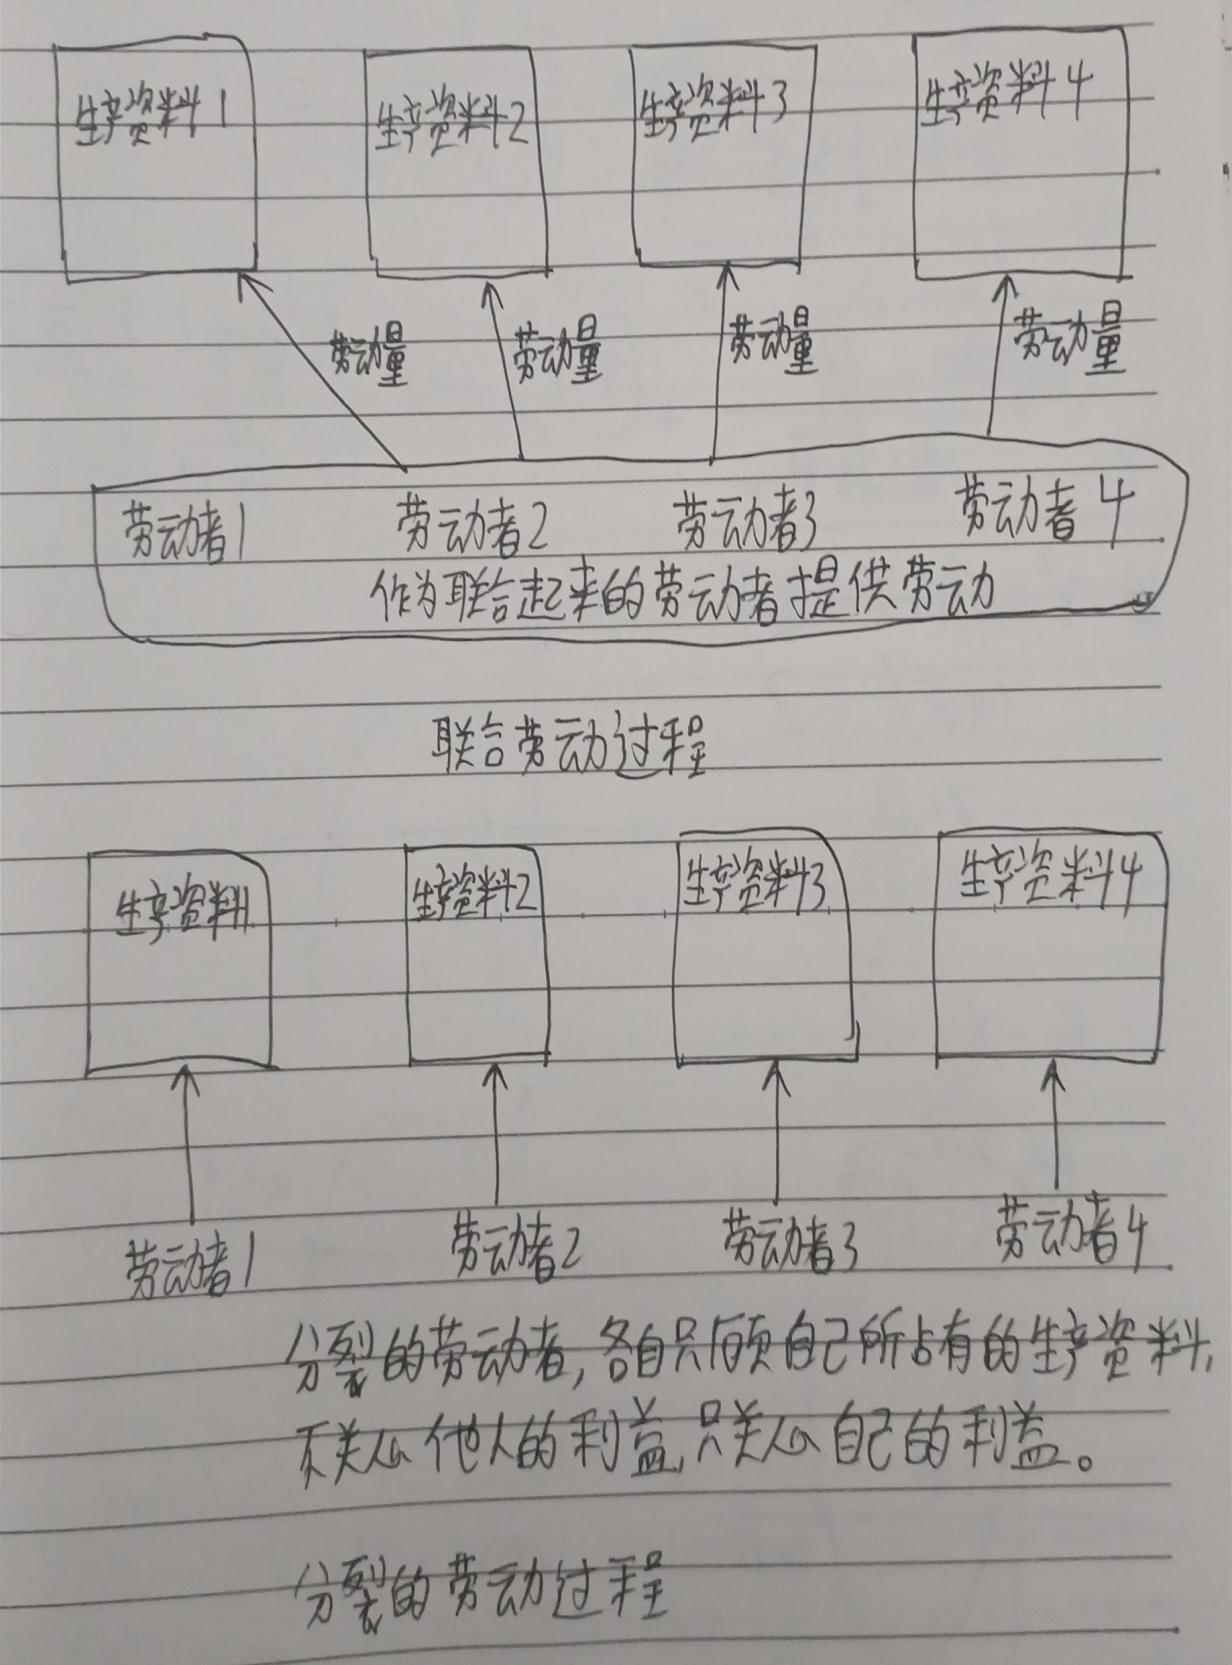 生产资料1 生产资料2 生产资料3 生产资料4
劳动量 劳动量 劳动量 劳动量
劳动者1 劳动者2 劳动者3 劳动者4
作为联合起来的劳动者提供劳动
联合劳动过程
生产资料1 生产资料2 生产资料3 生产资料4
劳动者1 劳动者2 劳动者3 劳动者4
分裂的劳动者,各自只顾自己所占有的生产资料,
不关心他人的利益,只关心自己的利益。
分裂的劳动过程